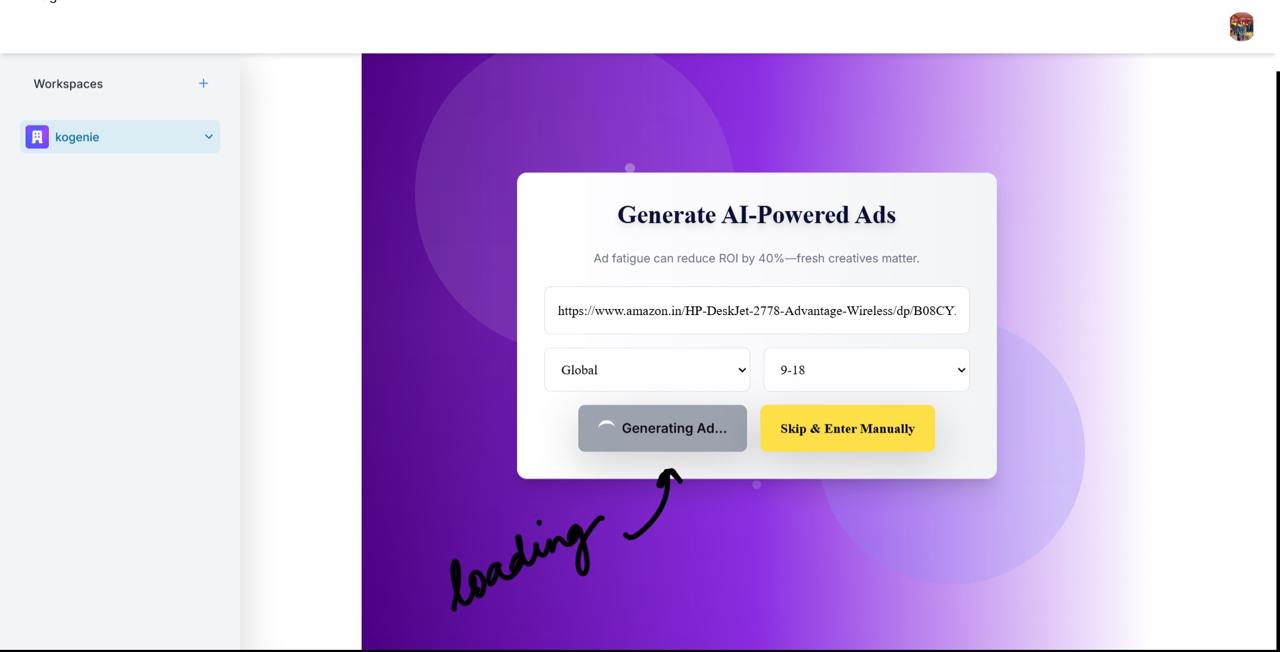 Workspaces +
kogenie
Generate AI-Powered Ads
Ad fatigue can reduce ROI by 40%—fresh creatives matter.
https://www.amazon.in/HP-DeskJet-2778-Advantage-Wireless/dp/B08CY
Global 9-18
Generating Ad... Skip & Enter Manually
loading